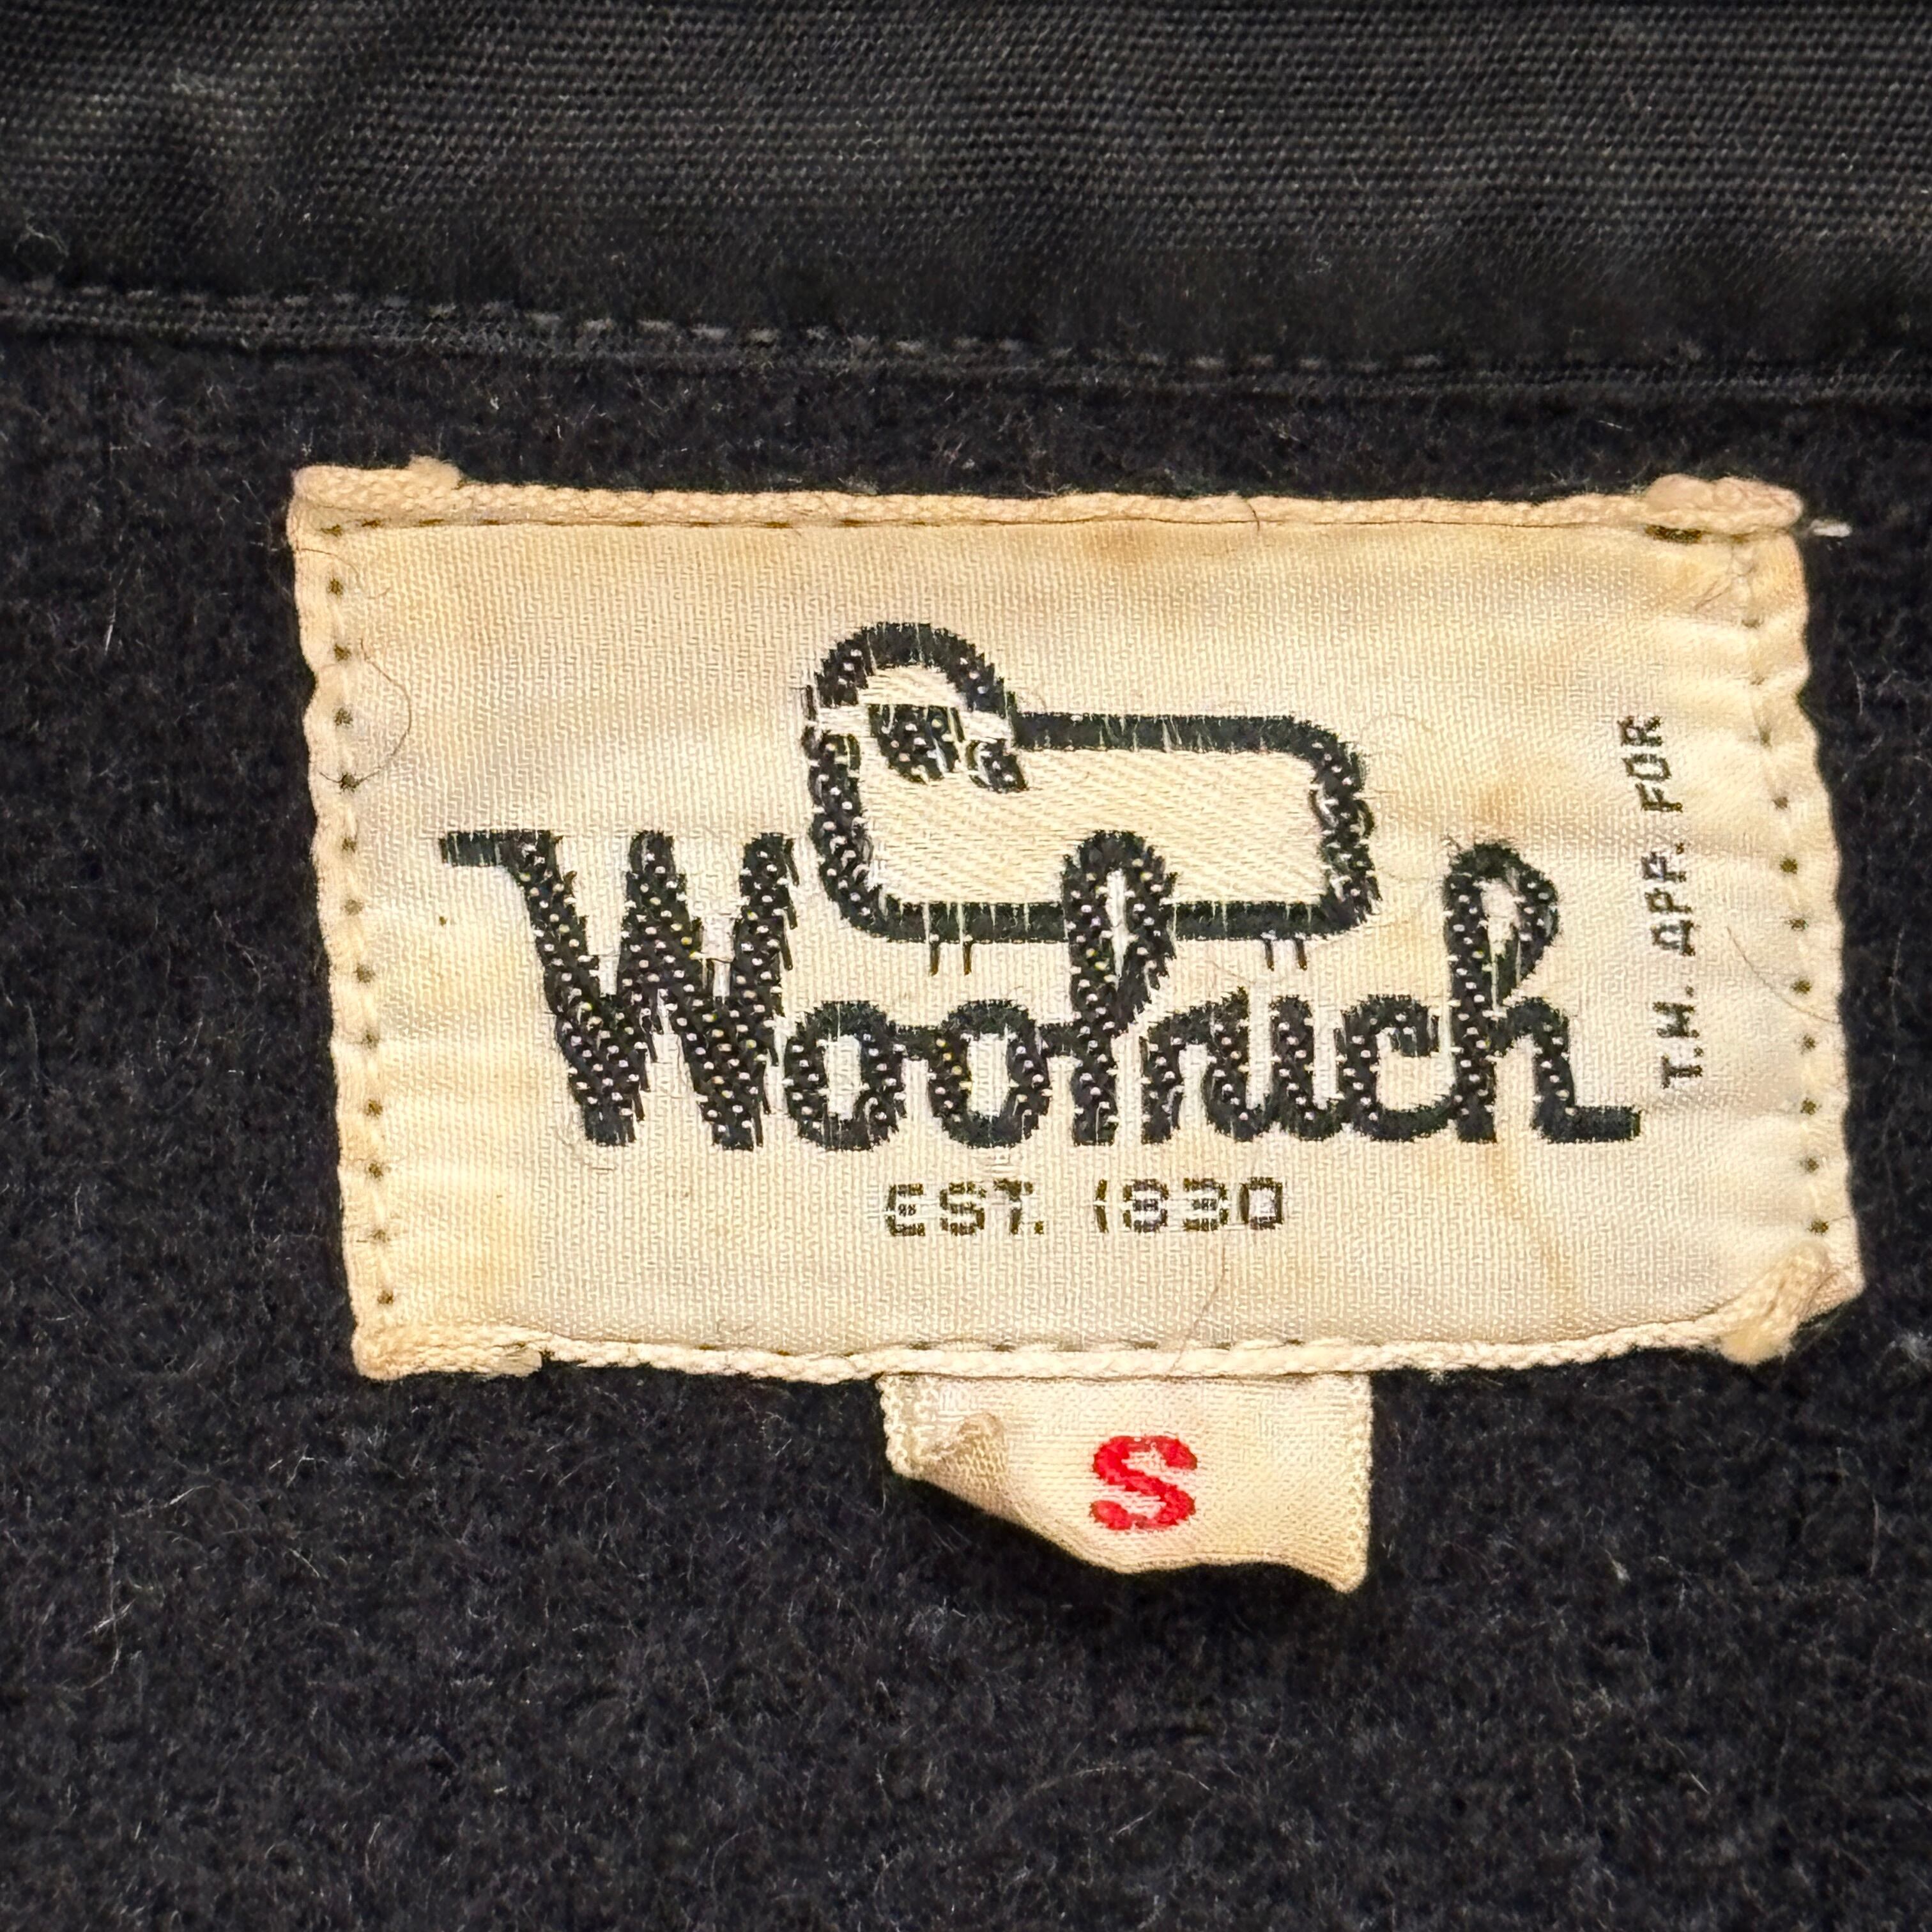 Woolrich
EST. 1830
T.M. APP. FOR
S